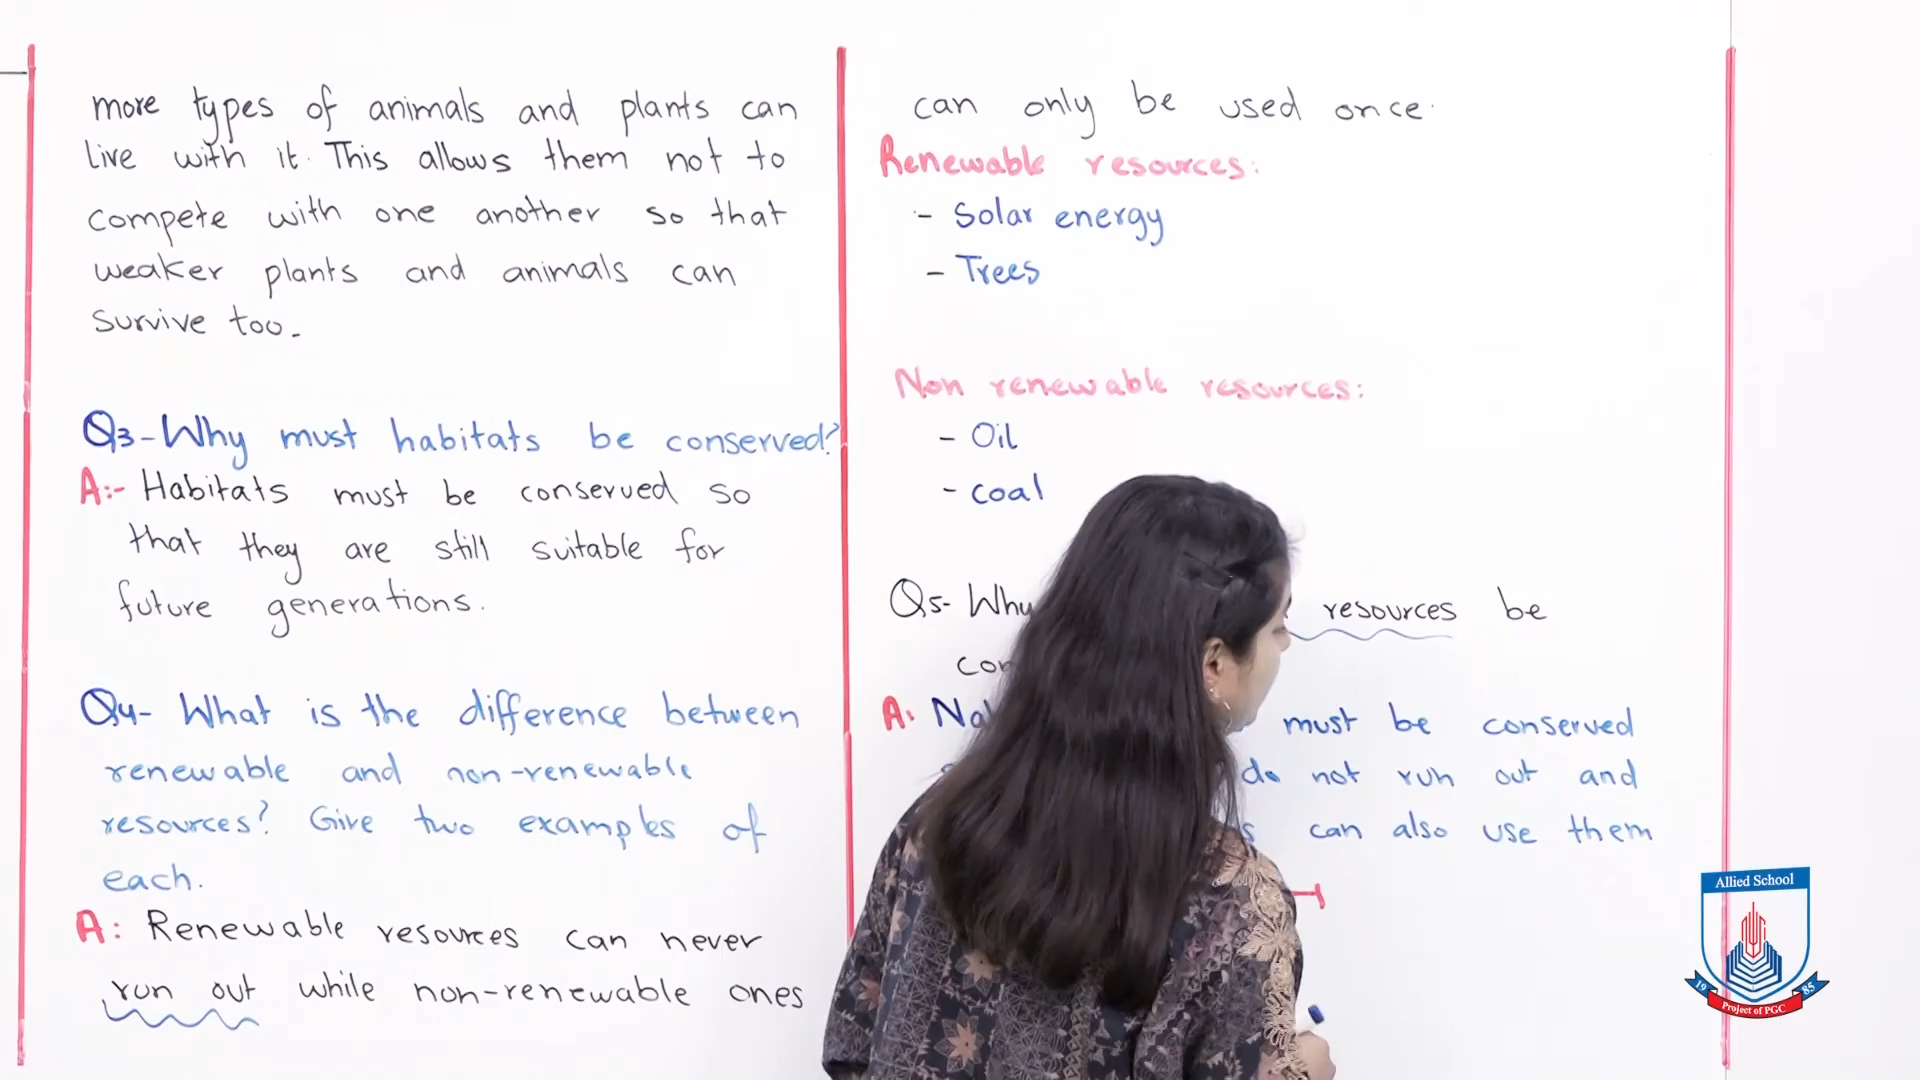 more types of animals and plants can
live with it. This allows them not to
compete with one another so that
weaker plants and animals can
survive too.
Q3-Why must habitats be conserved?
A:- Habitats must be conserved so
that they are still suitable for
future generations.
Q4- What is the difference between
renewable and non-renewable
resources? Give two examples of
each.
A: Renewable resources can never
run out while non-renewable ones
can only be used once.
Renewable resources:
- Solar energy
- Trees
Non renewable resources:
- Oil
- coal
Q5- Why resources be
A: must be conserved
do not run out and
can also use them
Allied School
19 85
Project of PGC